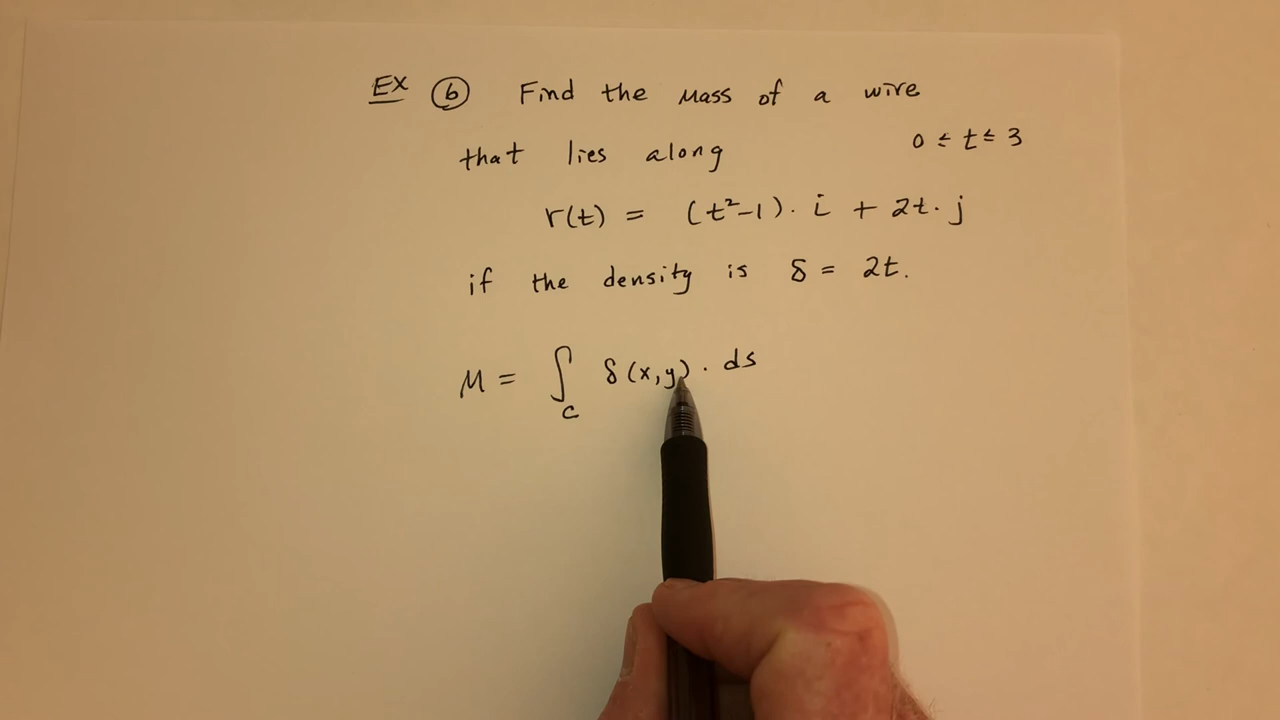 Ex ⓑ Find the mass of a wire
that lies along 0 ≤ t ≤ 3
r(t) = (t²-1) · i + 2t · j
if the density is δ = 2t.
M = ∫_C δ(x,y) · ds